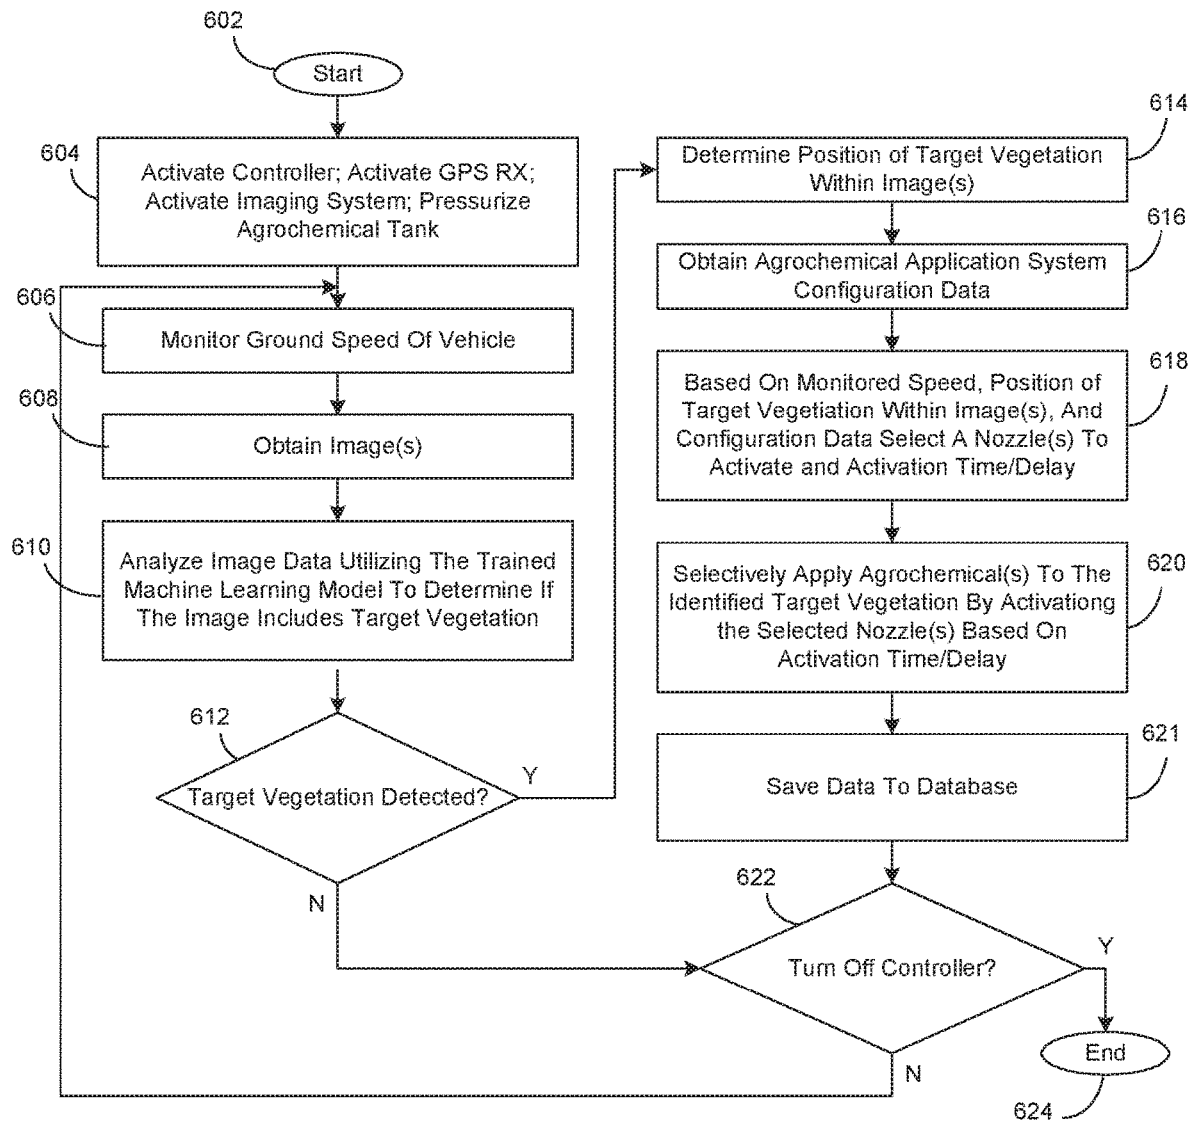 602
Start
604
Activate Controller; Activate GPS RX;
Activate Imaging System; Pressurize
Agrochemical Tank
606
Monitor Ground Speed Of Vehicle
608
Obtain Image(s)
610
Analyze Image Data Utilizing The Trained
Machine Learning Model To Determine If
The Image Includes Target Vegetation
612
Target Vegetation Detected?
Y
N
614
Determine Position of Target Vegetation
Within Image(s)
616
Obtain Agrochemical Application System
Configuration Data
618
Based On Monitored Speed, Position of
Target Vegetiation Within Image(s), And
Configuration Data Select A Nozzle(s) To
Activate and Activation Time/Delay
620
Selectively Apply Agrochemical(s) To The
Identified Target Vegetation By Activationg
the Selected Nozzle(s) Based On
Activation Time/Delay
621
Save Data To Database
622
Turn Off Controller?
Y
N
End
624